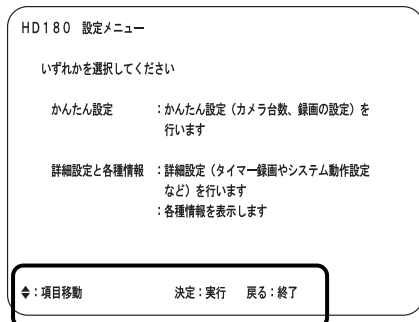 HD180 設定メニュー
いずれかを選択してください
かんたん設定 :かんたん設定(カメラ台数、録画の設定)を
行います
詳細設定と各種情報 :詳細設定(タイマー録画やシステム動作設定
など)を行います
:各種情報を表示します
◆:項目移動 決定:実行 戻る:終了